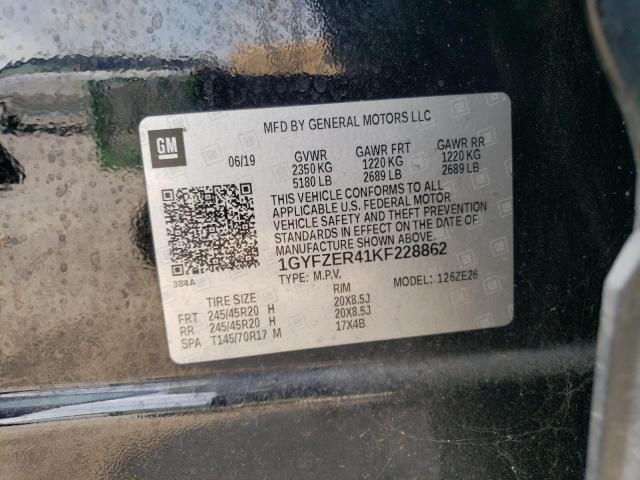 GM
MFD BY GENERAL MOTORS LLC
06/19 GVWR GAWR FRT GAWR RR
2350 KG 1220 KG 1220 KG
5180 LB 2689 LB 2689 LB
THIS VEHICLE CONFORMS TO ALL
APPLICABLE U.S. FEDERAL MOTOR
VEHICLE SAFETY AND THEFT PREVENTION
STANDARDS IN EFFECT ON THE DATE OF
MANUFACTURE SHOWN ABOVE.
1GYFZER41KF228862
384A TYPE: M.P.V. MODEL: 126ZE26
TIRE SIZE RIM
FRT 245/45R20 H 20X8.5J
RR 245/45R20 H 20X8.5J
SPA T145/70R17 M 17X4B